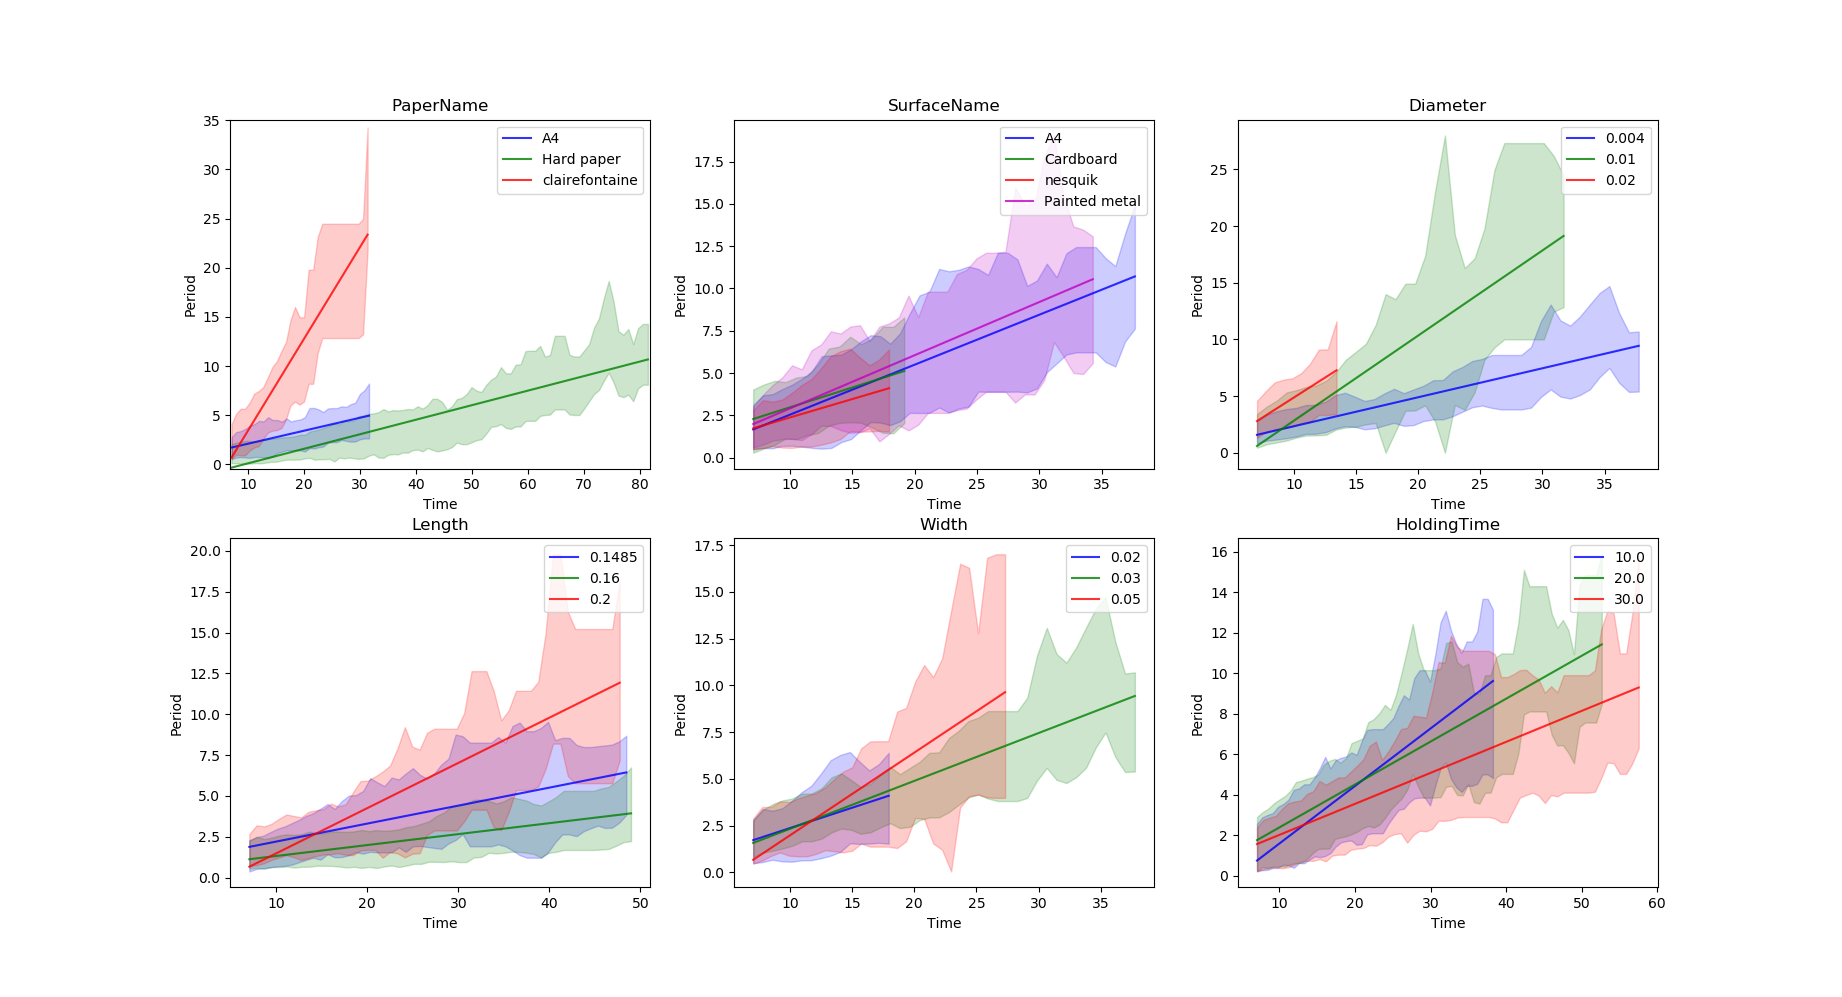 PaperName
Period
35
30
25
20
15
10
5
0
A4
Hard paper
clairefontaine
10 20 30 40 50 60 70 80
Time
SurfaceName
Period
17.5
15.0
12.5
10.0
7.5
5.0
2.5
0.0
A4
Cardboard
nesquik
Painted metal
10 15 20 25 30 35
Time
Diameter
Period
25
20
15
10
5
0
0.004
0.01
0.02
10 15 20 25 30 35
Time
Length
Period
20.0
17.5
15.0
12.5
10.0
7.5
5.0
2.5
0.0
0.1485
0.16
0.2
10 20 30 40 50
Time
Width
Period
17.5
15.0
12.5
10.0
7.5
5.0
2.5
0.0
0.02
0.03
0.05
10 15 20 25 30 35
Time
HoldingTime
Period
16
14
12
10
8
6
4
2
0
10.0
20.0
30.0
10 20 30 40 50 60
Time